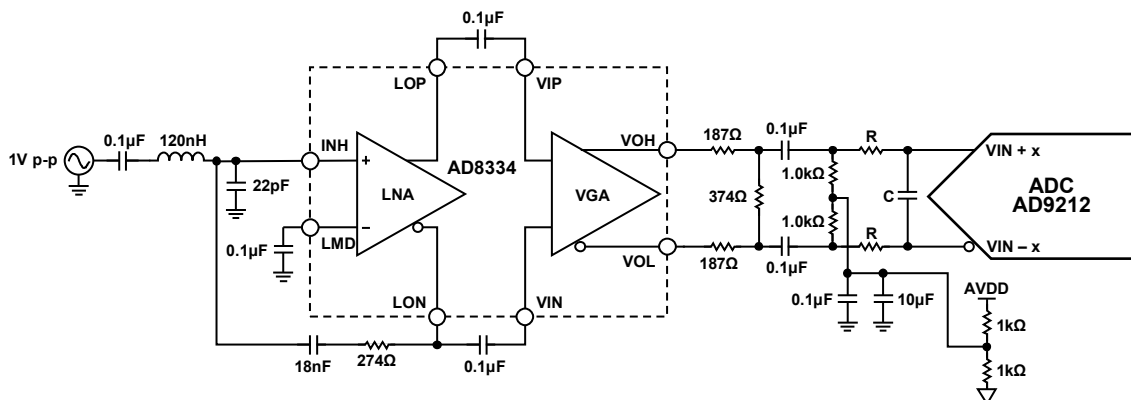 0.1µF
LOP
VIP
0.1µF
120nH
1V p-p
INH
22pF
+
LNA
–
LMD
0.1µF
AD8334
VGA
VOH
VOL
LON
VIN
18nF
274Ω
0.1µF
187Ω
0.1µF
R
374Ω
1.0kΩ
1.0kΩ
C
187Ω
0.1µF
R
VIN + x
ADC
AD9212
VIN – x
0.1µF
10µF
AVDD
1kΩ
1kΩ